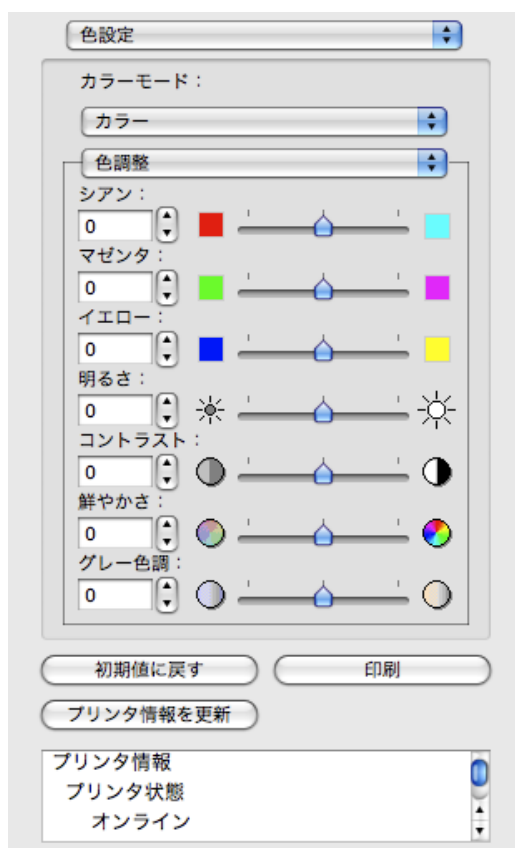 色設定
カラーモード：
カラー
色調整
シアン：
0
マゼンタ：
0
イエロー：
0
明るさ：
0
コントラスト：
0
鮮やかさ：
0
グレー色調：
0
初期値に戻す 印刷
プリンタ情報を更新
プリンタ情報
プリンタ状態
オンライン